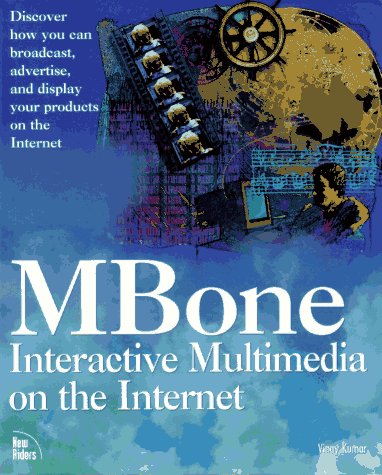 Discover
how you can
broadcast,
advertise,
and display
your products
on the
Internet
MBone
Interactive Multimedia
on the Internet
New
Riders
Vinay Kumar